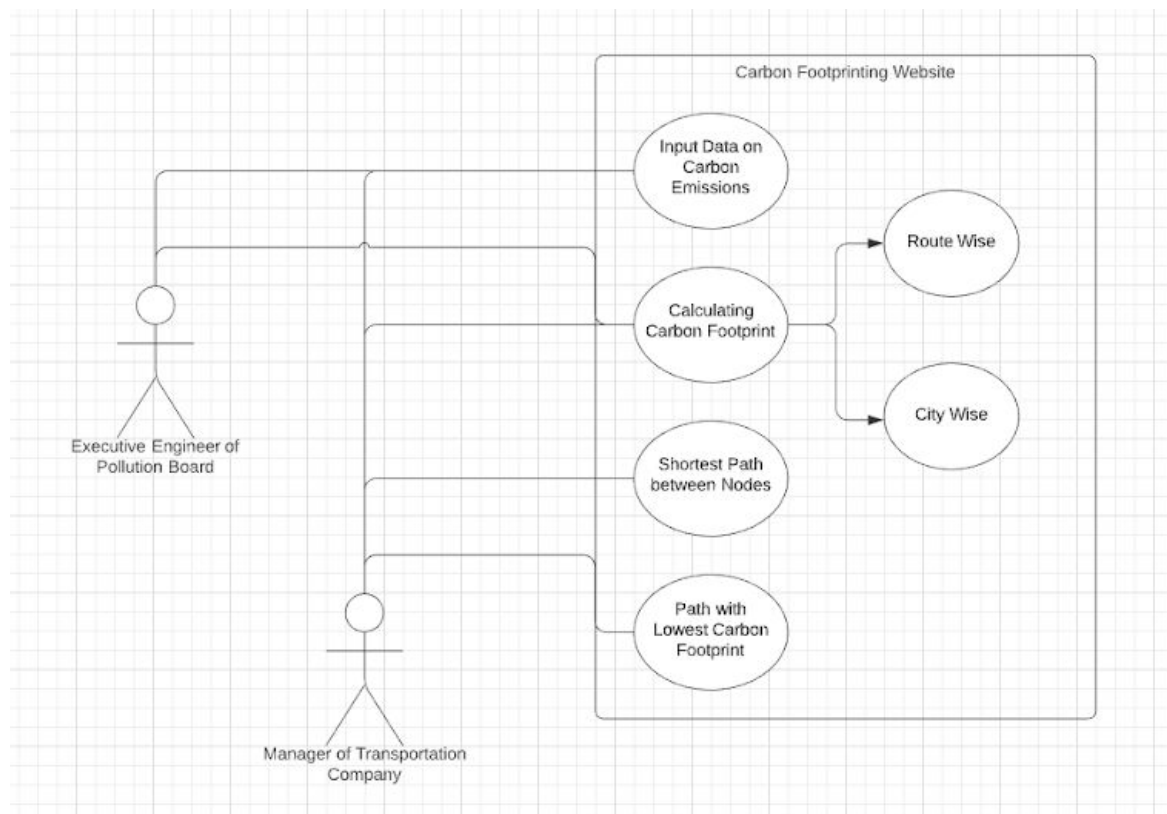 Carbon Footprinting Website
Input Data on
Carbon
Emissions
Route Wise
Calculating
Carbon Footprint
City Wise
Executive Engineer of
Pollution Board
Shortest Path
between Nodes
Path with
Lowest Carbon
Footprint
Manager of Transportation
Company